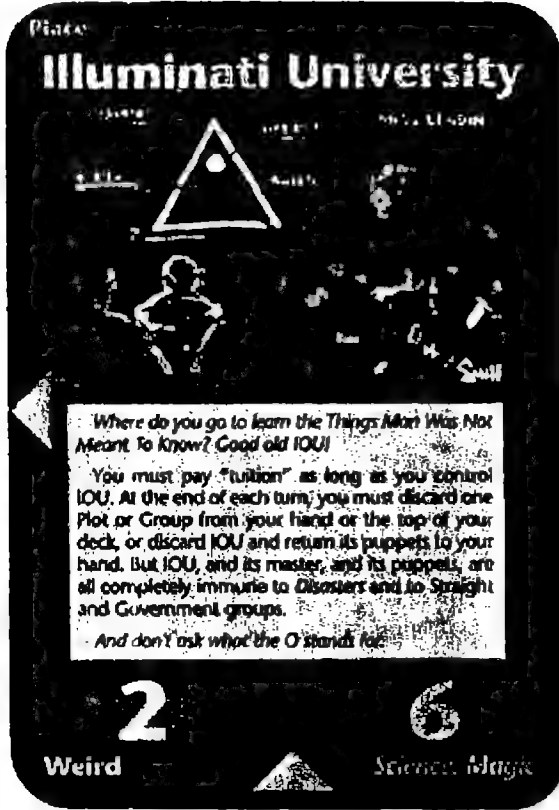 Place
Illuminati University
Where do you go to learn the Things Man Was Not
Meant To Know? Good old IOU!
You must pay "tuition" as long as you control
IOU. At the end of each turn, you must discard one
Plot or Group from your hand or the top of your
deck, or discard IOU and return its puppets to your
hand. But IOU, and its master, and its puppets, are
all completely immune to Disasters and to Straight
and Government groups.
And don't ask what the O stands for.
2 6
Weird Science, Magic